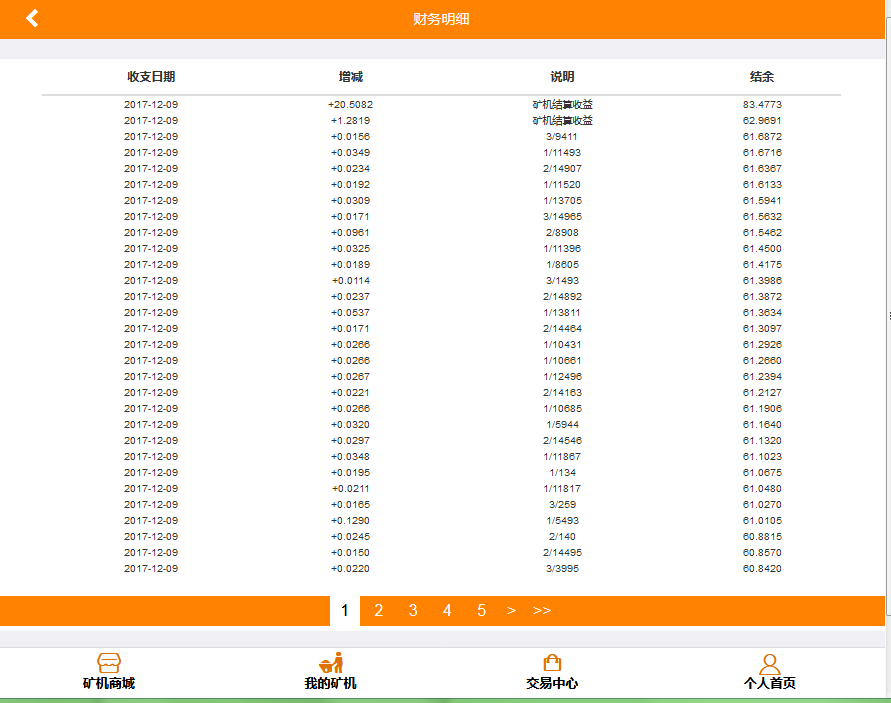 财务明细
收支日期 增减 说明 结余
2017-12-09 +20.5082 矿机结算收益 83.4773
2017-12-09 +1.2819 矿机结算收益 62.9691
2017-12-09 +0.0156 3/9411 61.6872
2017-12-09 +0.0349 1/11493 61.6716
2017-12-09 +0.0234 2/14907 61.6367
2017-12-09 +0.0192 1/11520 61.6133
2017-12-09 +0.0309 1/13705 61.5941
2017-12-09 +0.0171 3/14965 61.5632
2017-12-09 +0.0961 2/8908 61.5462
2017-12-09 +0.0325 1/11396 61.4500
2017-12-09 +0.0189 1/8605 61.4175
2017-12-09 +0.0114 3/1493 61.3986
2017-12-09 +0.0237 2/14892 61.3872
2017-12-09 +0.0537 1/13811 61.3634
2017-12-09 +0.0171 2/14464 61.3097
2017-12-09 +0.0266 1/10431 61.2926
2017-12-09 +0.0266 1/10661 61.2660
2017-12-09 +0.0267 1/12496 61.2394
2017-12-09 +0.0221 2/14163 61.2127
2017-12-09 +0.0266 1/10685 61.1906
2017-12-09 +0.0320 1/5944 61.1640
2017-12-09 +0.0297 2/14546 61.1320
2017-12-09 +0.0348 1/11867 61.1023
2017-12-09 +0.0195 1/134 61.0675
2017-12-09 +0.0211 1/11817 61.0480
2017-12-09 +0.0165 3/259 61.0270
2017-12-09 +0.1290 1/5493 61.0105
2017-12-09 +0.0245 2/140 60.8815
2017-12-09 +0.0150 2/14495 60.8570
2017-12-09 +0.0220 3/3995 60.8420
1 2 3 4 5 > >>
矿机商城 我的矿机 交易中心 个人首页